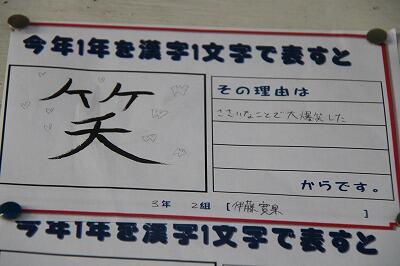 今年1年を漢字1文字で表すと
笑
その理由は
ささいなことで大爆笑した
からです。
3年 2組 [伊藤寛果 ]
今年1年を漢字1文字で表すと